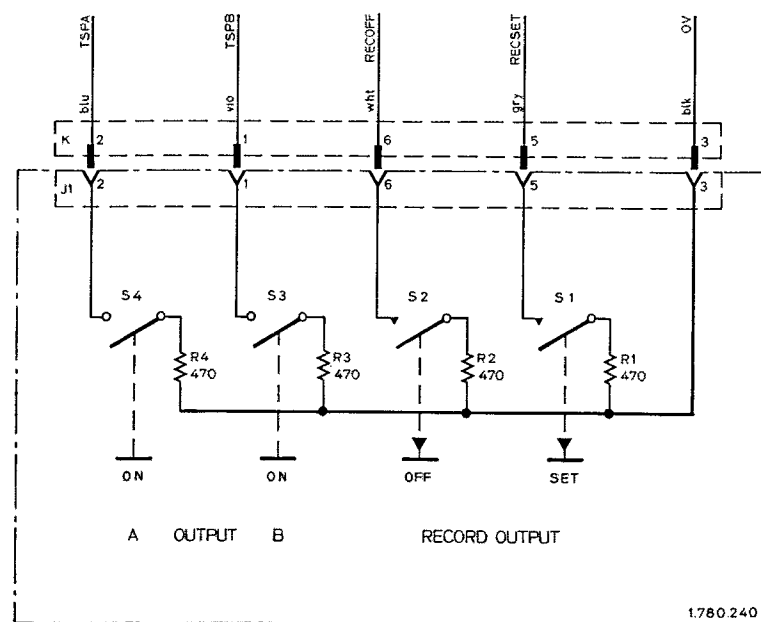 TSPA TSPB RECOFF RECSET OV
blu vio wht gry blk
K 2 1 6 5 3
J1 2 1 6 5 3
S4 S3 S2 S1
R4 470 R3 470 R2 470 R1 470
ON ON OFF SET
A OUTPUT B RECORD OUTPUT
1.780.240